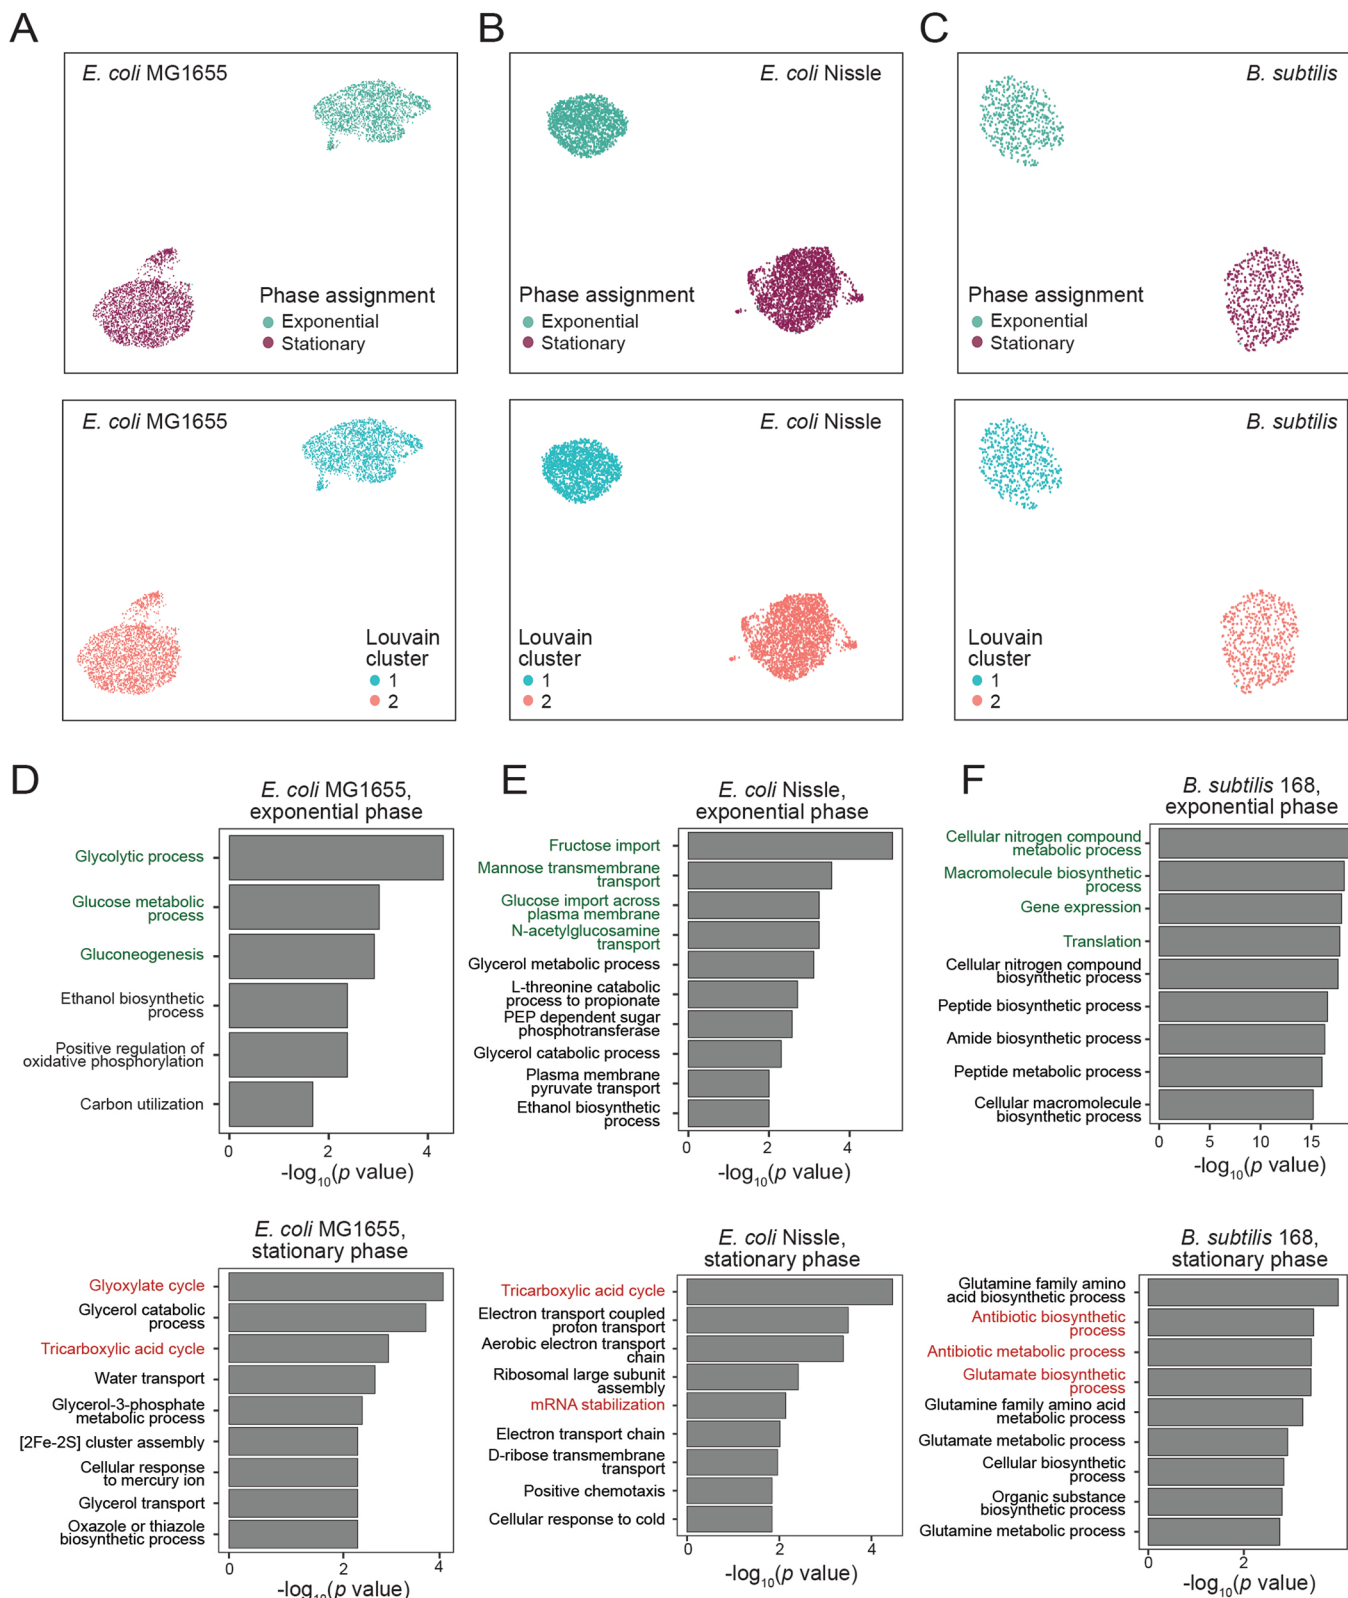 A
E. coli MG1655
Phase assignment
Exponential
Stationary
E. coli MG1655
Louvain
cluster
1
2
B
E. coli Nissle
Phase assignment
Exponential
Stationary
E. coli Nissle
Louvain
cluster
1
2
C
B. subtilis
Phase assignment
Exponential
Stationary
B. subtilis
Louvain
cluster
1
2
D
E. coli MG1655,
exponential phase
Glycolytic process
Glucose metabolic
process
Gluconeogenesis
Ethanol biosynthetic
process
Positive regulation of
oxidative phosphorylation
Carbon utilization
0 2 4
-log10(p value)
E. coli MG1655,
stationary phase
Glyoxylate cycle
Glycerol catabolic
process
Tricarboxylic acid cycle
Water transport
Glycerol-3-phosphate
metabolic process
[2Fe-2S] cluster assembly
Cellular response
to mercury ion
Glycerol transport
Oxazole or thiazole
biosynthetic process
0 2 4
-log10(p value)
E
E. coli Nissle,
exponential phase
Fructose import
Mannose transmembrane
transport
Glucose import across
plasma membrane
N-acetylglucosamine
transport
Glycerol metabolic process
L-threonine catabolic
process to propionate
PEP dependent sugar
phosphotransferase
Glycerol catabolic process
Plasma membrane
pyruvate transport
Ethanol biosynthetic
process
0 2 4
-log10(p value)
E. coli Nissle,
stationary phase
Tricarboxylic acid cycle
Electron transport coupled
proton transport
Aerobic electron transport
chain
Ribosomal large subunit
assembly
mRNA stabilization
Electron transport chain
D-ribose transmembrane
transport
Positive chemotaxis
Cellular response to cold
0 2 4
-log10(p value)
F
B. subtilis 168,
exponential phase
Cellular nitrogen compound
metabolic process
Macromolecule biosynthetic
process
Gene expression
Translation
Cellular nitrogen compound
biosynthetic process
Peptide biosynthetic process
Amide biosynthetic process
Peptide metabolic process
Cellular macromolecule
biosynthetic process
0 5 10 15
-log10(p value)
B. subtilis 168,
stationary phase
Glutamine family amino
acid biosynthetic process
Antibiotic biosynthetic
process
Antibiotic metabolic process
Glutamate biosynthetic
process
Glutamine family amino acid
metabolic process
Glutamate metabolic process
Cellular biosynthetic
process
Organic substance
biosynthetic process
Glutamine metabolic process
0 2
-log10(p value)